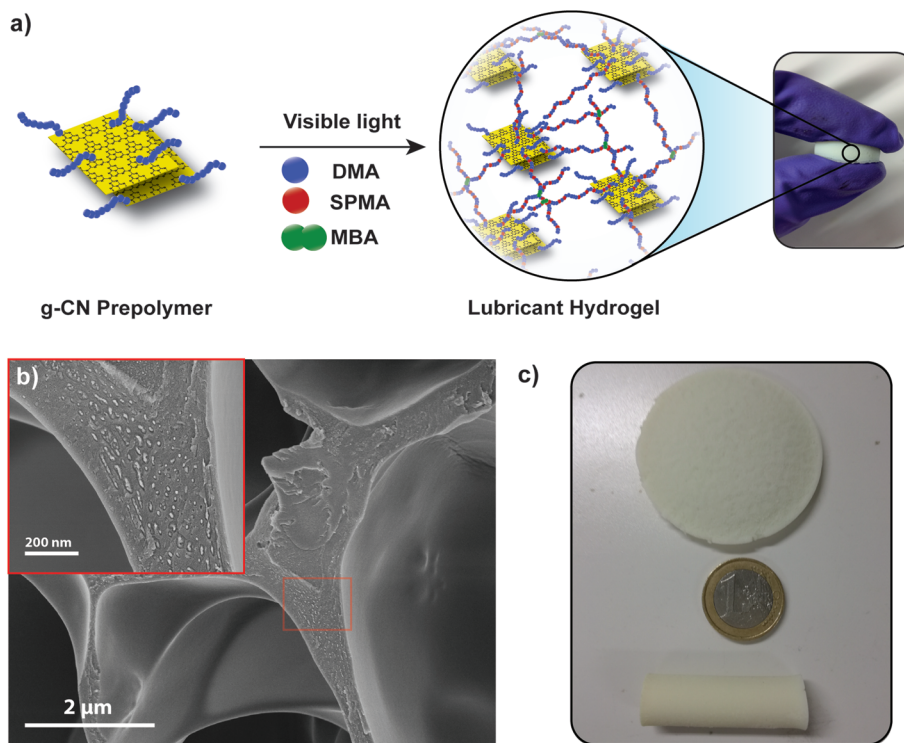 a)
Visible light
DMA
SPMA
MBA
g-CN Prepolymer
Lubricant Hydrogel
b)
200 nm
2 µm
c)
1